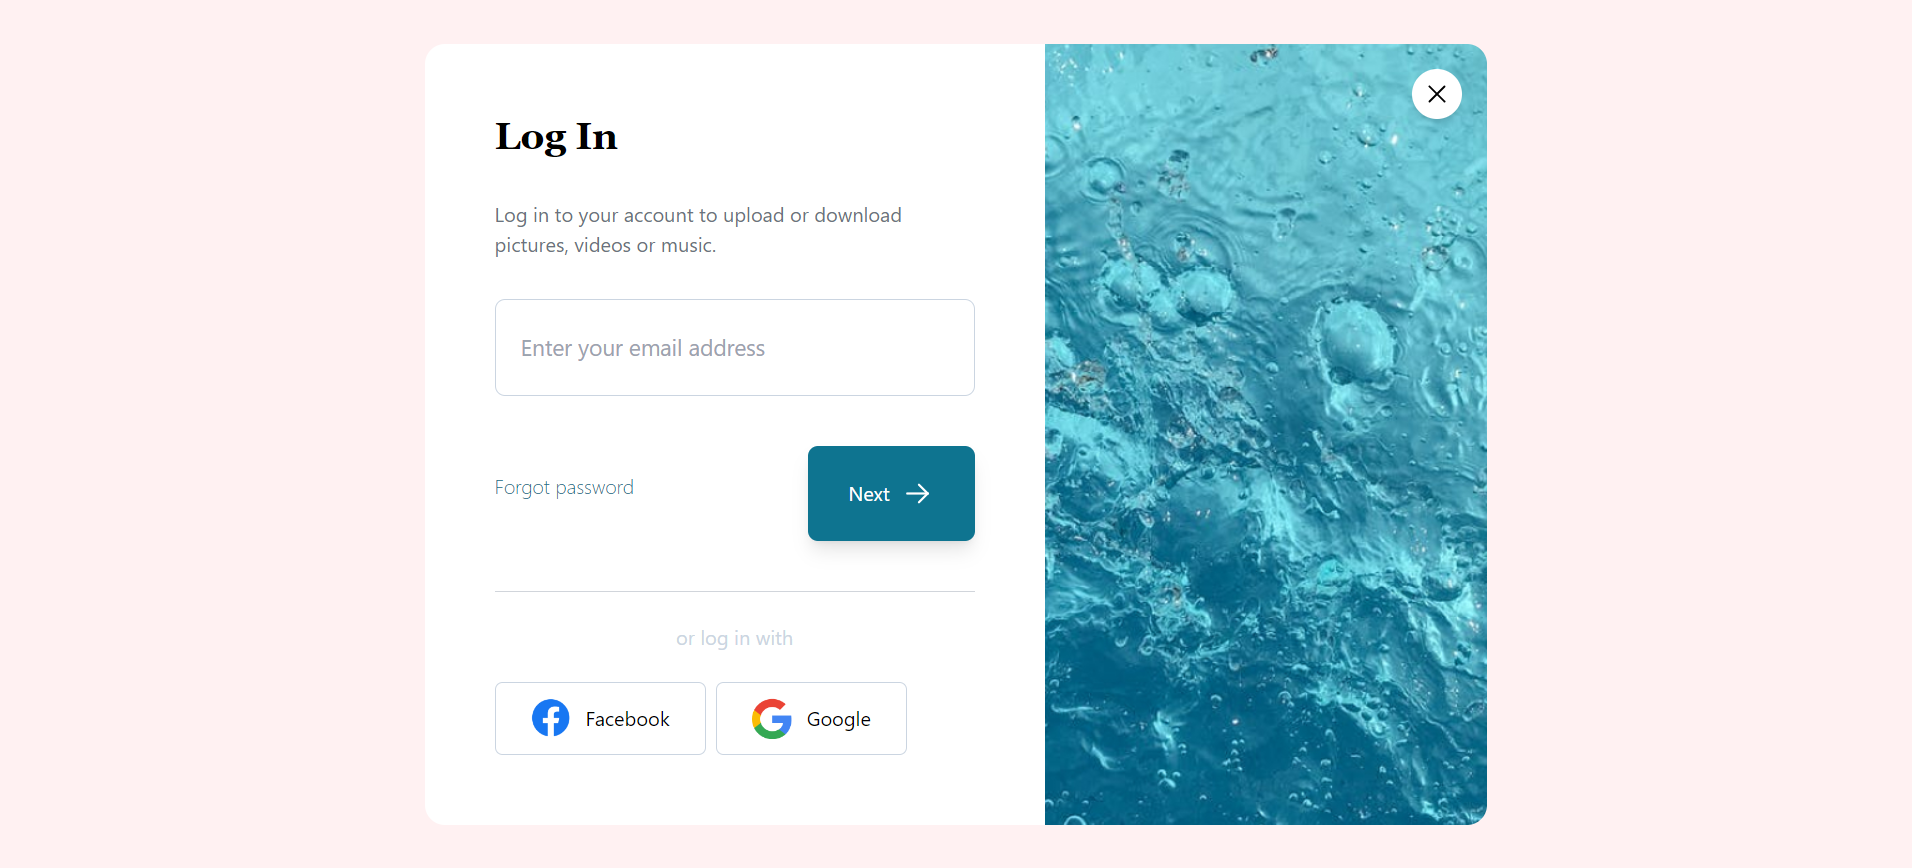 Log In
Log in to your account to upload or download
pictures, videos or music.
Enter your email address
Forgot password
Next
or log in with
Facebook
Google